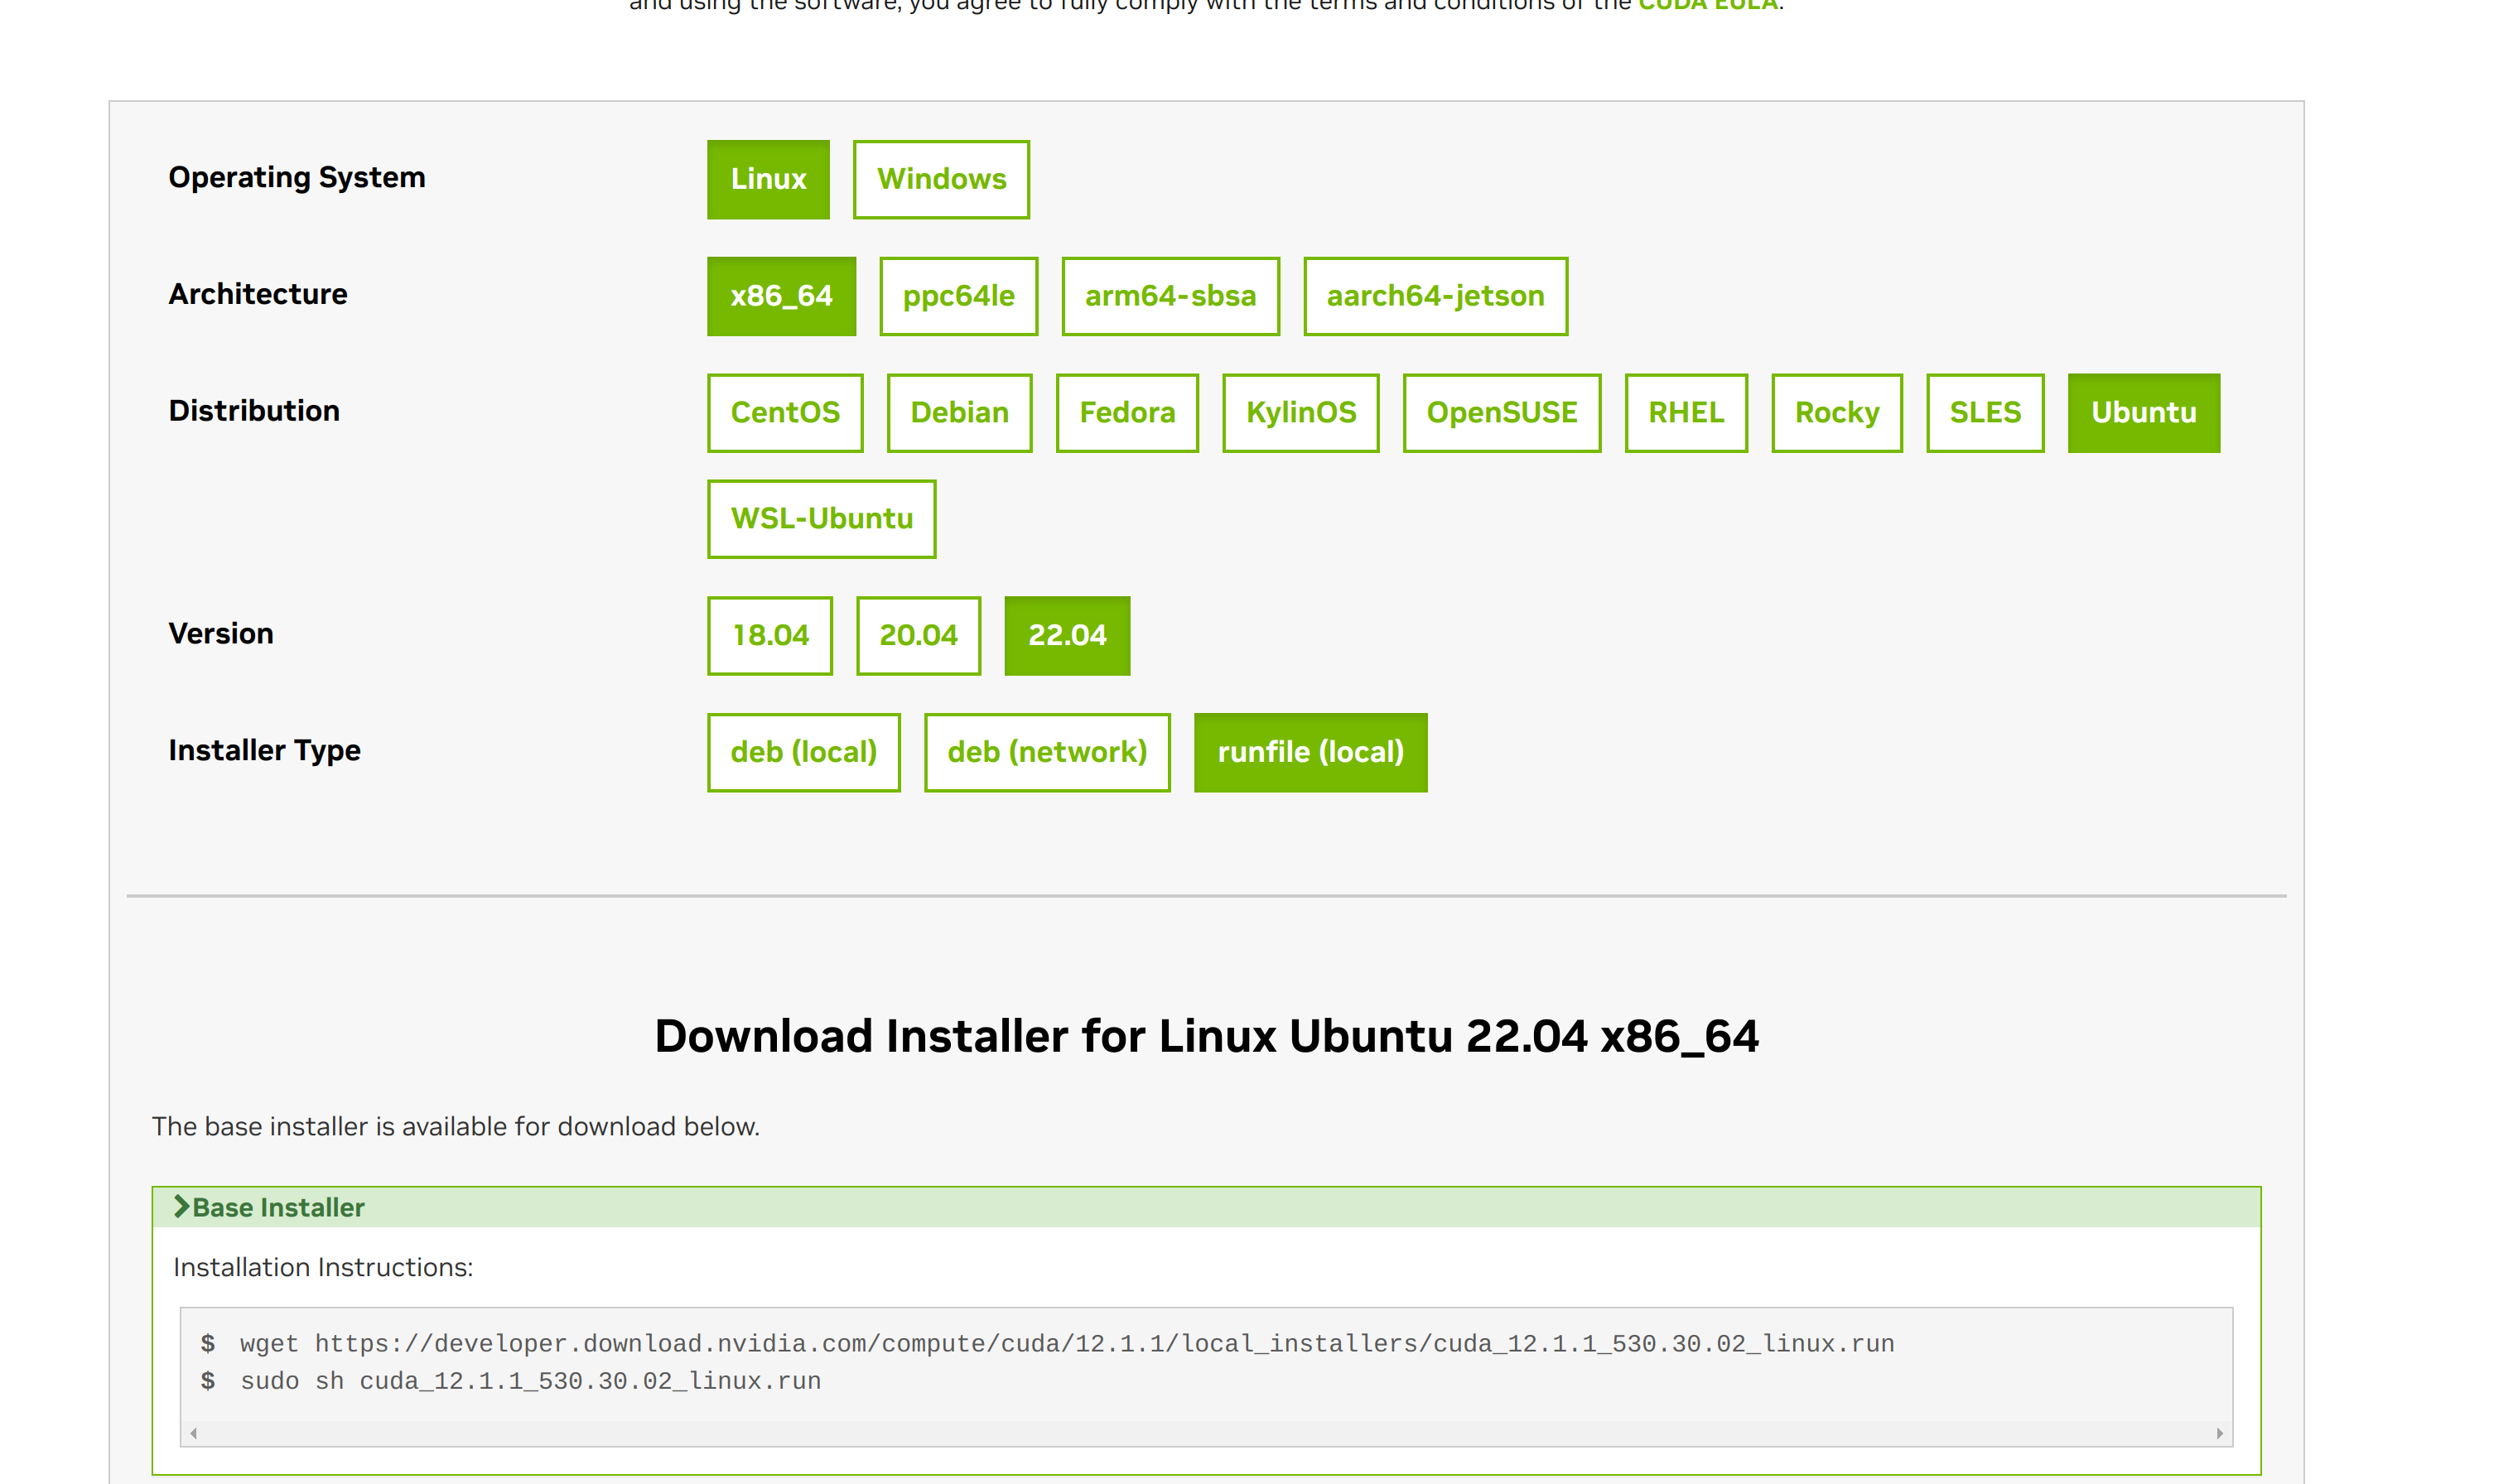 and using the software, you agree to fully comply with the terms and conditions of the CUDA EULA.
Operating System
Linux
Windows
Architecture
x86_64
ppc64le
arm64-sbsa
aarch64-jetson
Distribution
CentOS
Debian
Fedora
KylinOS
OpenSUSE
RHEL
Rocky
SLES
Ubuntu
WSL-Ubuntu
Version
18.04
20.04
22.04
Installer Type
deb (local)
deb (network)
runfile (local)
Download Installer for Linux Ubuntu 22.04 x86_64
The base installer is available for download below.
Base Installer
Installation Instructions:
$ wget https://developer.download.nvidia.com/compute/cuda/12.1.1/local_installers/cuda_12.1.1_530.30.02_linux.run
$ sudo sh cuda_12.1.1_530.30.02_linux.run